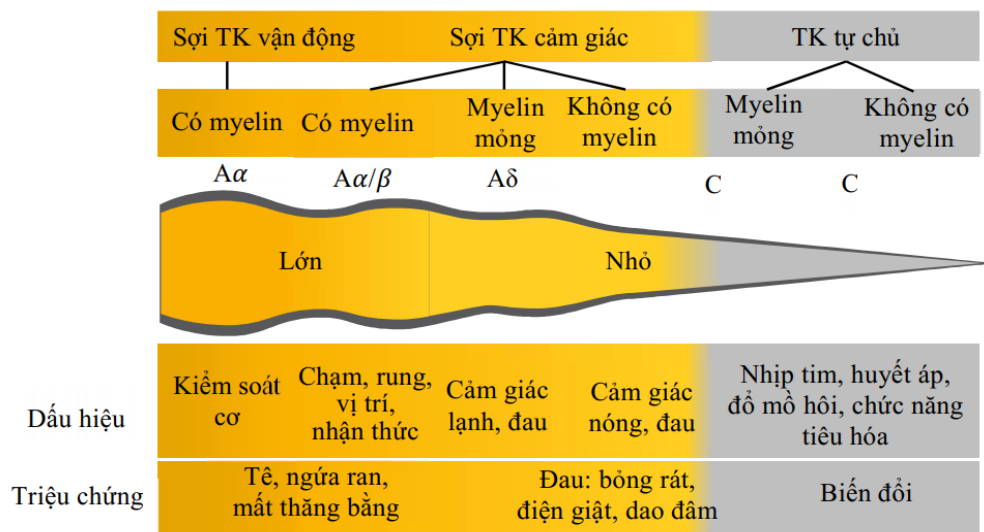 Sợi TK vận động
Sợi TK cảm giác
TK tự chủ
Có myelin
Có myelin
Myelin
mỏng
Không có
myelin
Myelin
mỏng
Không có
myelin
Aα
Aα/β
Aδ
C
C
Lớn
Nhỏ
Dấu hiệu
Kiểm soát
cơ
Chạm, rung,
vị trí,
nhận thức
Cảm giác
lạnh, đau
Cảm giác
nóng, đau
Nhịp tim, huyết áp,
đổ mồ hôi, chức năng
tiêu hóa
Triệu chứng
Tê, ngứa ran,
mất thăng bằng
Đau: bỏng rát,
điện giật, dao đâm
Biến đổi